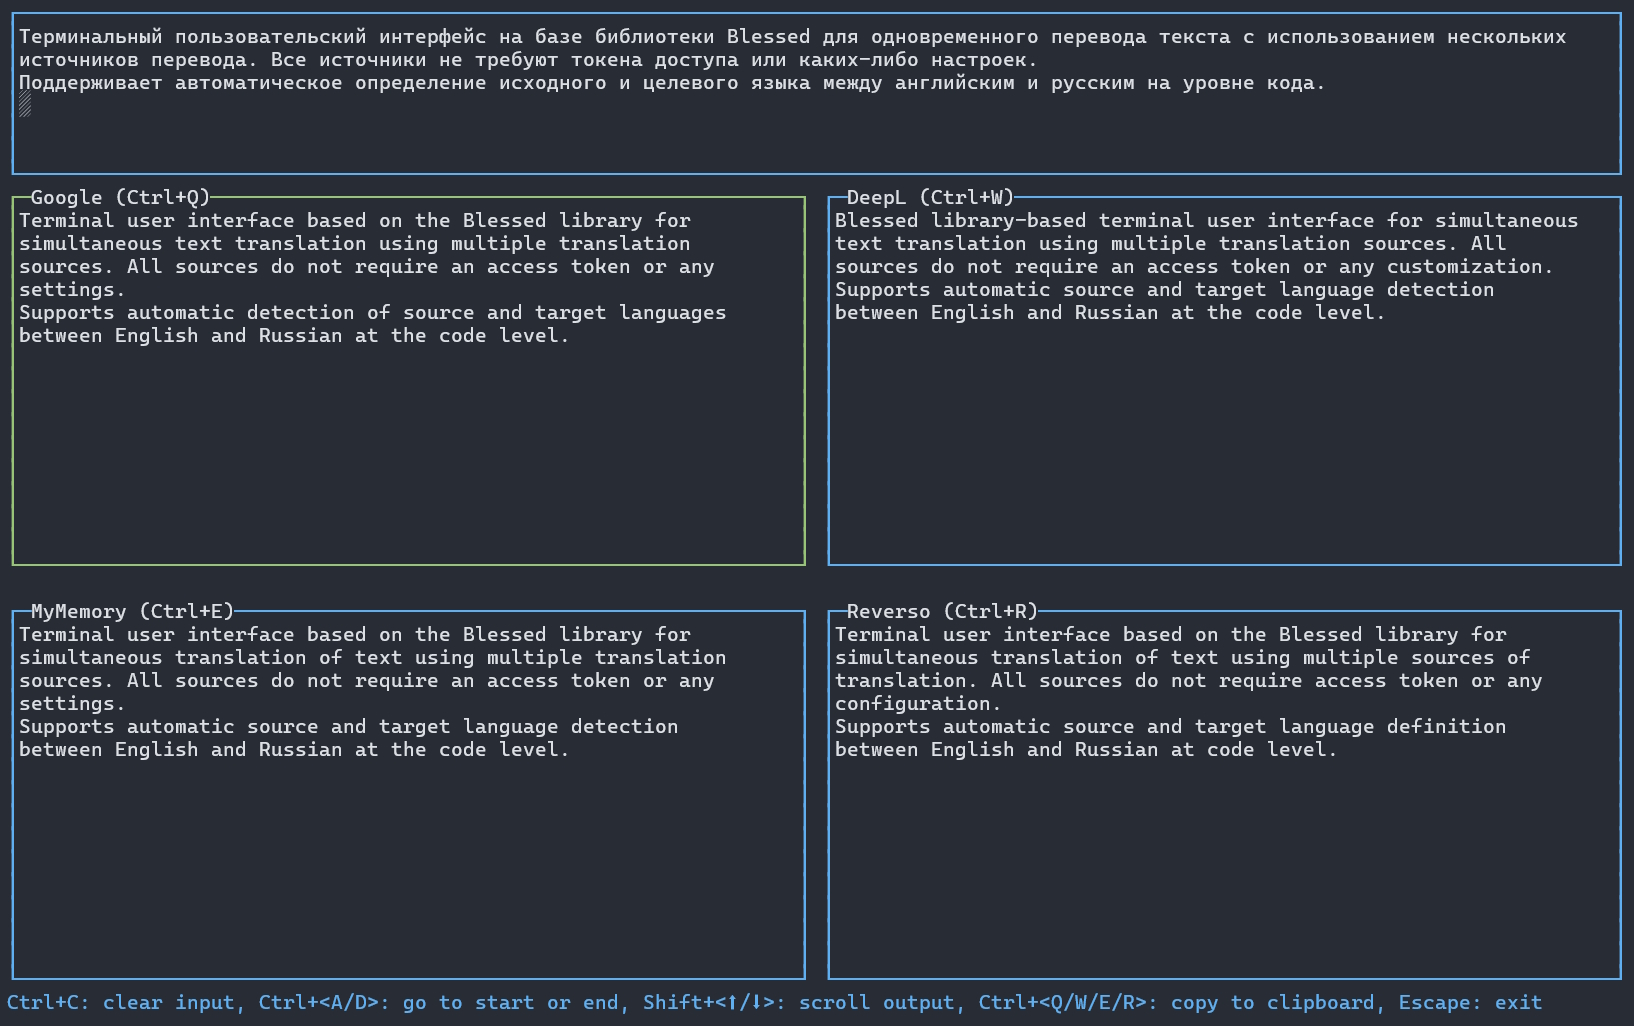 Терминальный пользовательский интерфейс на базе библиотеки Blessed для одновременного перевода текста с использованием нескольких
источников перевода. Все источники не требуют токена доступа или каких-либо настроек.
Поддерживает автоматическое определение исходного и целевого языка между английским и русским на уровне кода.
Google (Ctrl+Q)
Terminal user interface based on the Blessed library for
simultaneous text translation using multiple translation
sources. All sources do not require an access token or any
settings.
Supports automatic detection of source and target languages
between English and Russian at the code level.
DeepL (Ctrl+W)
Blessed library-based terminal user interface for simultaneous
text translation using multiple translation sources. All
sources do not require an access token or any customization.
Supports automatic source and target language detection
between English and Russian at the code level.
MyMemory (Ctrl+E)
Terminal user interface based on the Blessed library for
simultaneous translation of text using multiple translation
sources. All sources do not require an access token or any
settings.
Supports automatic source and target language detection
between English and Russian at the code level.
Reverso (Ctrl+R)
Terminal user interface based on the Blessed library for
simultaneous translation of text using multiple sources of
translation. All sources do not require access token or any
configuration.
Supports automatic source and target language definition
between English and Russian at code level.
Ctrl+C: clear input, Ctrl+<A/D>: go to start or end, Shift+<↑/↓>: scroll output, Ctrl+<Q/W/E/R>: copy to clipboard, Escape: exit